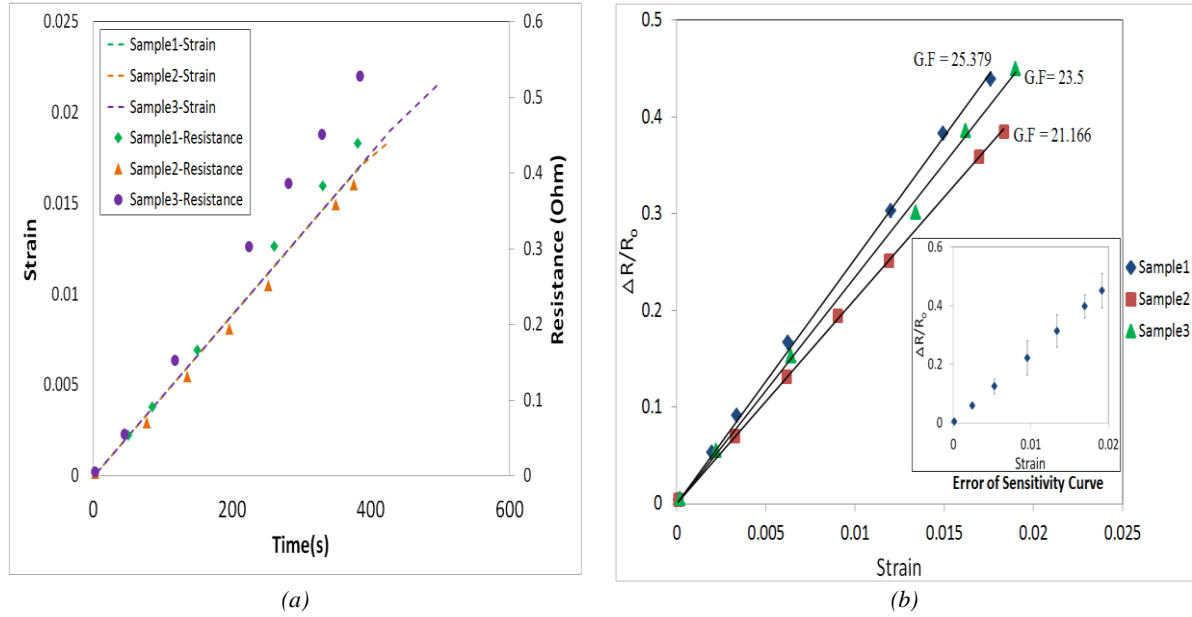 0.025
0.02
0.015
0.01
0.005
0
Strain
0.6
0.5
0.4
0.3
0.2
0.1
0
Resistance (Ohm)
0 200 400 600
Time(s)
Sample1-Strain
Sample2-Strain
Sample3-Strain
Sample1-Resistance
Sample2-Resistance
Sample3-Resistance
(a)
0.5
0.4
0.3
0.2
0.1
0
△R/Ro
0 0.005 0.01 0.015 0.02 0.025
Strain
G.F = 25.379
G.F= 23.5
G.F = 21.166
0.6
0.4
0.2
0
△R/Ro
0 0.01 0.02
Strain
Error of Sensitivity Curve
Sample1
Sample2
Sample3
(b)